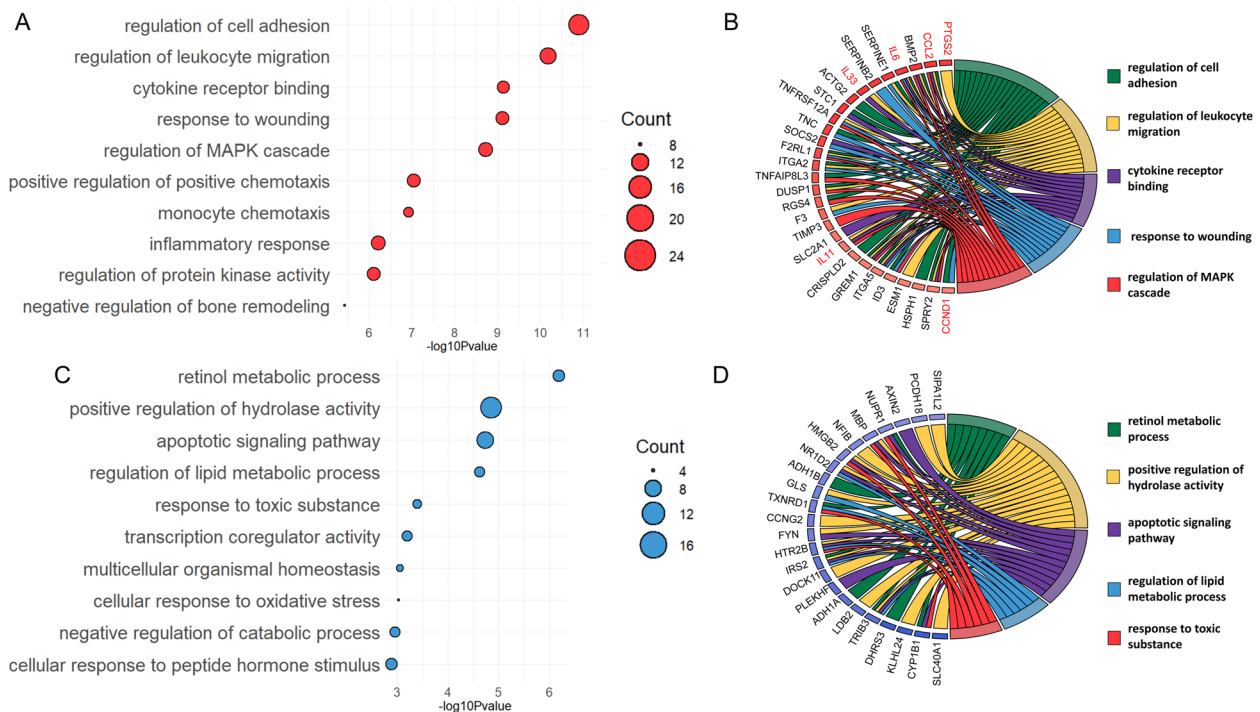 A
regulation of cell adhesion
regulation of leukocyte migration
cytokine receptor binding
response to wounding
regulation of MAPK cascade
positive regulation of positive chemotaxis
monocyte chemotaxis
inflammatory response
regulation of protein kinase activity
negative regulation of bone remodeling
6 7 8 9 10 11
-log10Pvalue
Count
8
12
16
20
24
B
PTGS2
CCL2
BMP2
IL6
SERPINE1
SERPINB2
IL33
ACTG2
STC1
TNFRSF12A
TNC
SOCS2
F2RL1
ITGA2
TNFAIP8L3
DUSP1
RGS4
F3
TIMP3
SLC2A1
IL11
CRISPLD2
GREM1
ITGA5
ID3
ESM1
HSPH1
SPRY2
CCND1
regulation of cell
adhesion
regulation of leukocyte
migration
cytokine receptor
binding
response to wounding
regulation of MAPK
cascade
C
retinol metabolic process
positive regulation of hydrolase activity
apoptotic signaling pathway
regulation of lipid metabolic process
response to toxic substance
transcription coregulator activity
multicellular organismal homeostasis
cellular response to oxidative stress
negative regulation of catabolic process
cellular response to peptide hormone stimulus
3 4 5 6
-log10Pvalue
Count
4
8
12
16
D
SIPA1L2
PCDH18
AXIN2
NUPR1
MBP
NFIB
HMGB2
NR1D2
ADH1B
GLS
TXNRD1
CCNG2
FYN
HTR2B
IRS2
DOCK11
PLEKHF
ADH1A
LDB2
TRIB3
DHRS3
KLHL24
CYP1B1
SLC40A1
retinol metabolic
process
positive regulation of
hydrolase activity
apoptotic signaling
pathway
regulation of lipid
metabolic process
response to toxic
substance